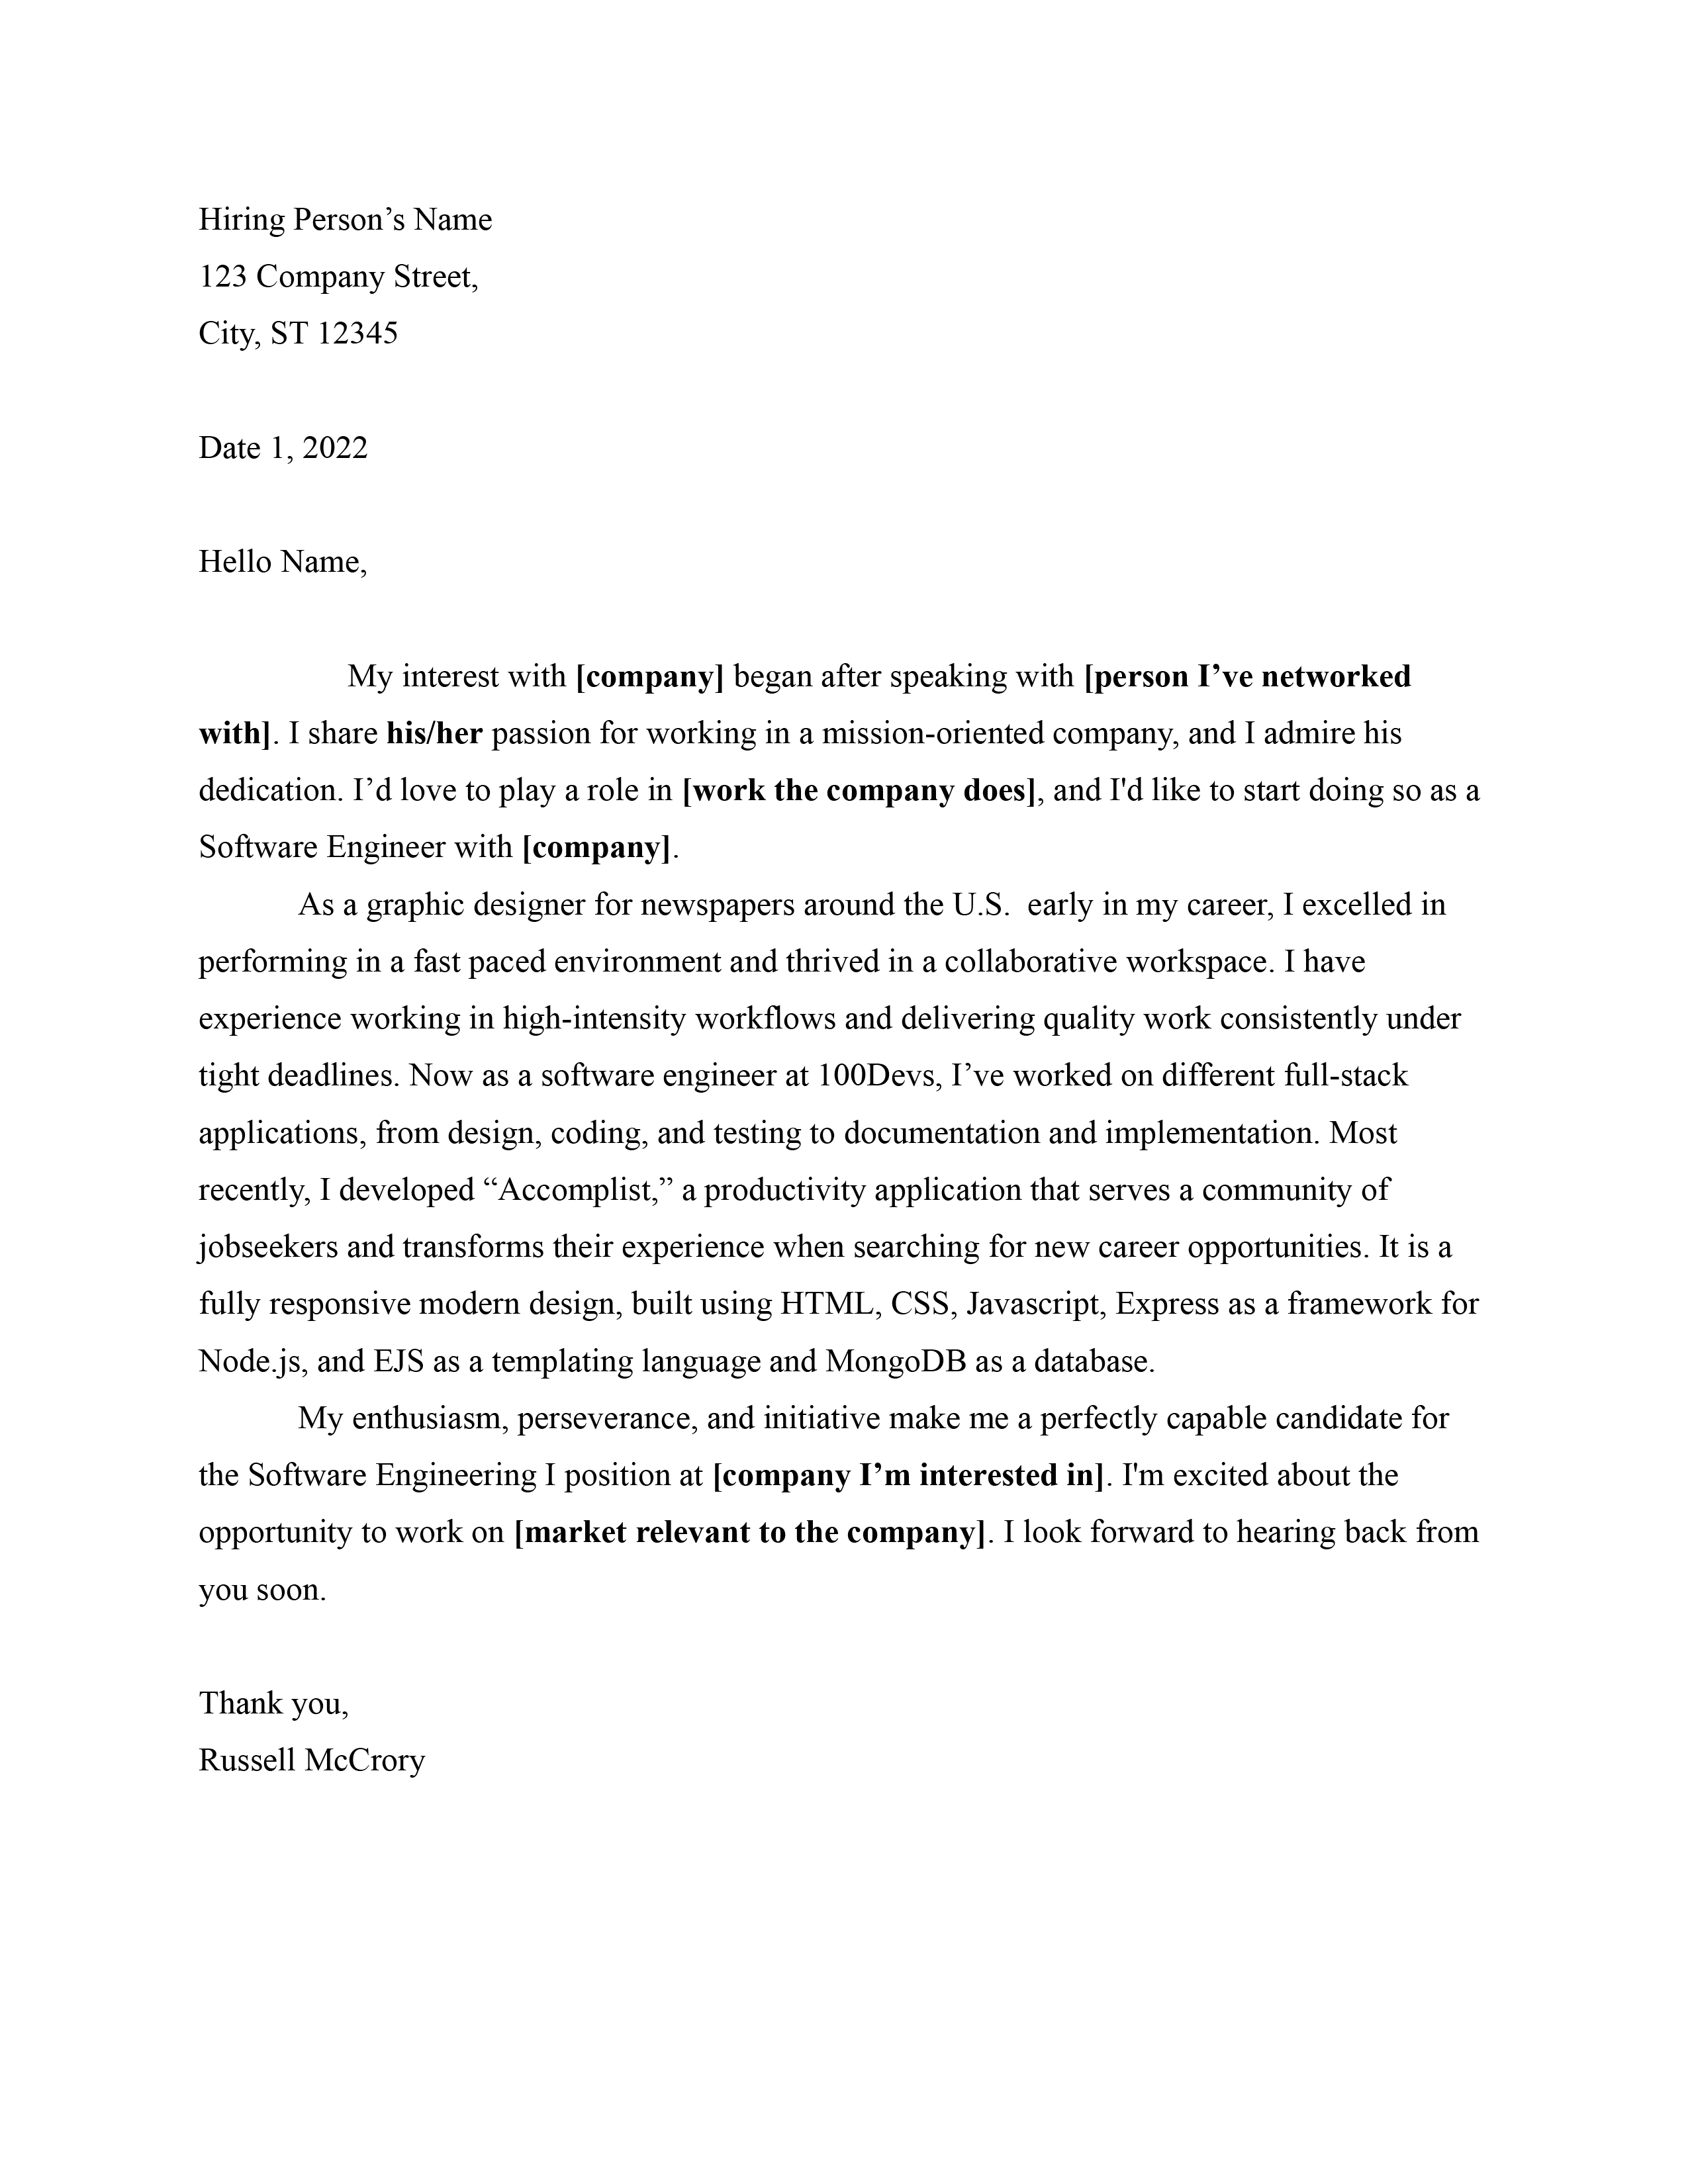 Hiring Person’s Name
123 Company Street,
City, ST 12345
Date 1, 2022
Hello Name,
My interest with [company] began after speaking with [person I’ve networked
with]. I share his/her passion for working in a mission-oriented company, and I admire his
dedication. I’d love to play a role in [work the company does], and I'd like to start doing so as a
Software Engineer with [company].
As a graphic designer for newspapers around the U.S.  early in my career, I excelled in
performing in a fast paced environment and thrived in a collaborative workspace. I have
experience working in high-intensity workflows and delivering quality work consistently under
tight deadlines. Now as a software engineer at 100Devs, I’ve worked on different full-stack
applications, from design, coding, and testing to documentation and implementation. Most
recently, I developed “Accomplist,” a productivity application that serves a community of
jobseekers and transforms their experience when searching for new career opportunities. It is a
fully responsive modern design, built using HTML, CSS, Javascript, Express as a framework for
Node.js, and EJS as a templating language and MongoDB as a database.
My enthusiasm, perseverance, and initiative make me a perfectly capable candidate for
the Software Engineering I position at [company I’m interested in]. I'm excited about the
opportunity to work on [market relevant to the company]. I look forward to hearing back from
you soon.
Thank you,
Russell McCrory